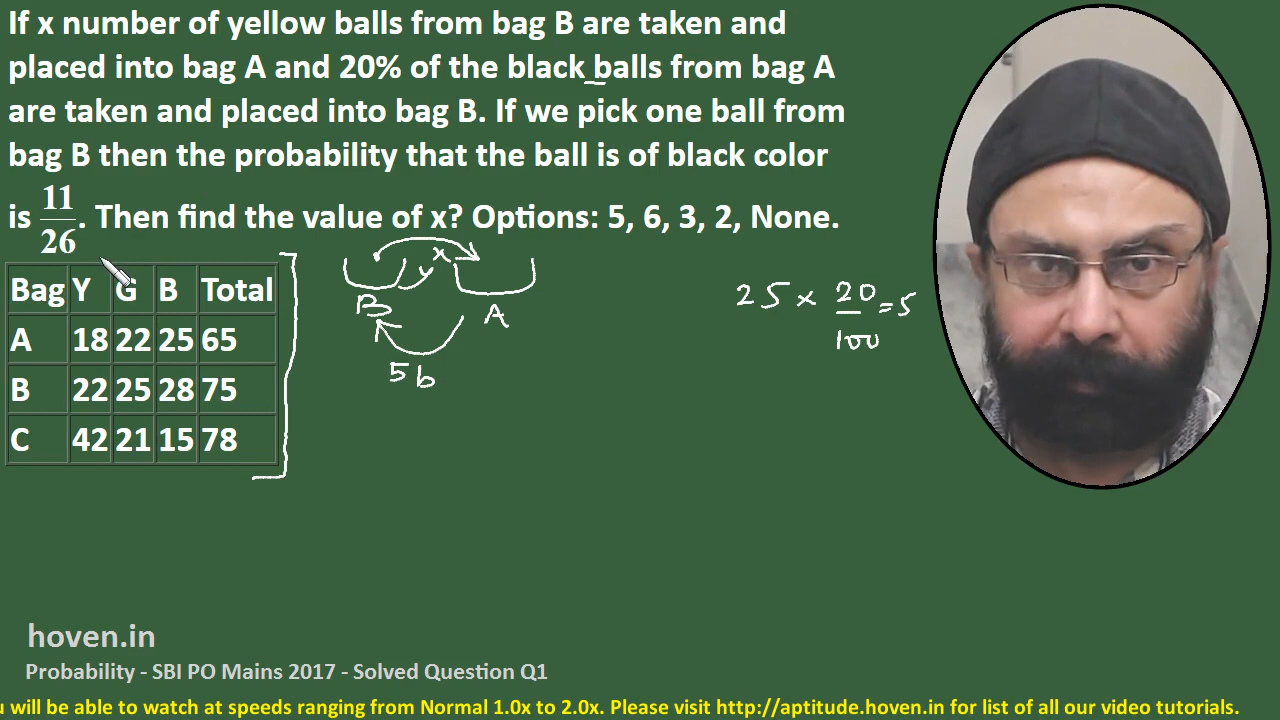 If x number of yellow balls from bag B are taken and
placed into bag A and 20% of the black balls from bag A
are taken and placed into bag B. If we pick one ball from
bag B then the probability that the ball is of black color
is 11/26. Then find the value of x? Options: 5, 6, 3, 2, None.
Bag Y G B Total
A 18 22 25 65
B 22 25 28 75
C 42 21 15 78
x y
B A
5b
25 × 20/100 = 5
hoven.in
Probability - SBI PO Mains 2017 - Solved Question Q1
will be able to watch at speeds ranging from Normal 1.0x to 2.0x. Please visit http://aptitude.hoven.in for list of all our video tutorials.